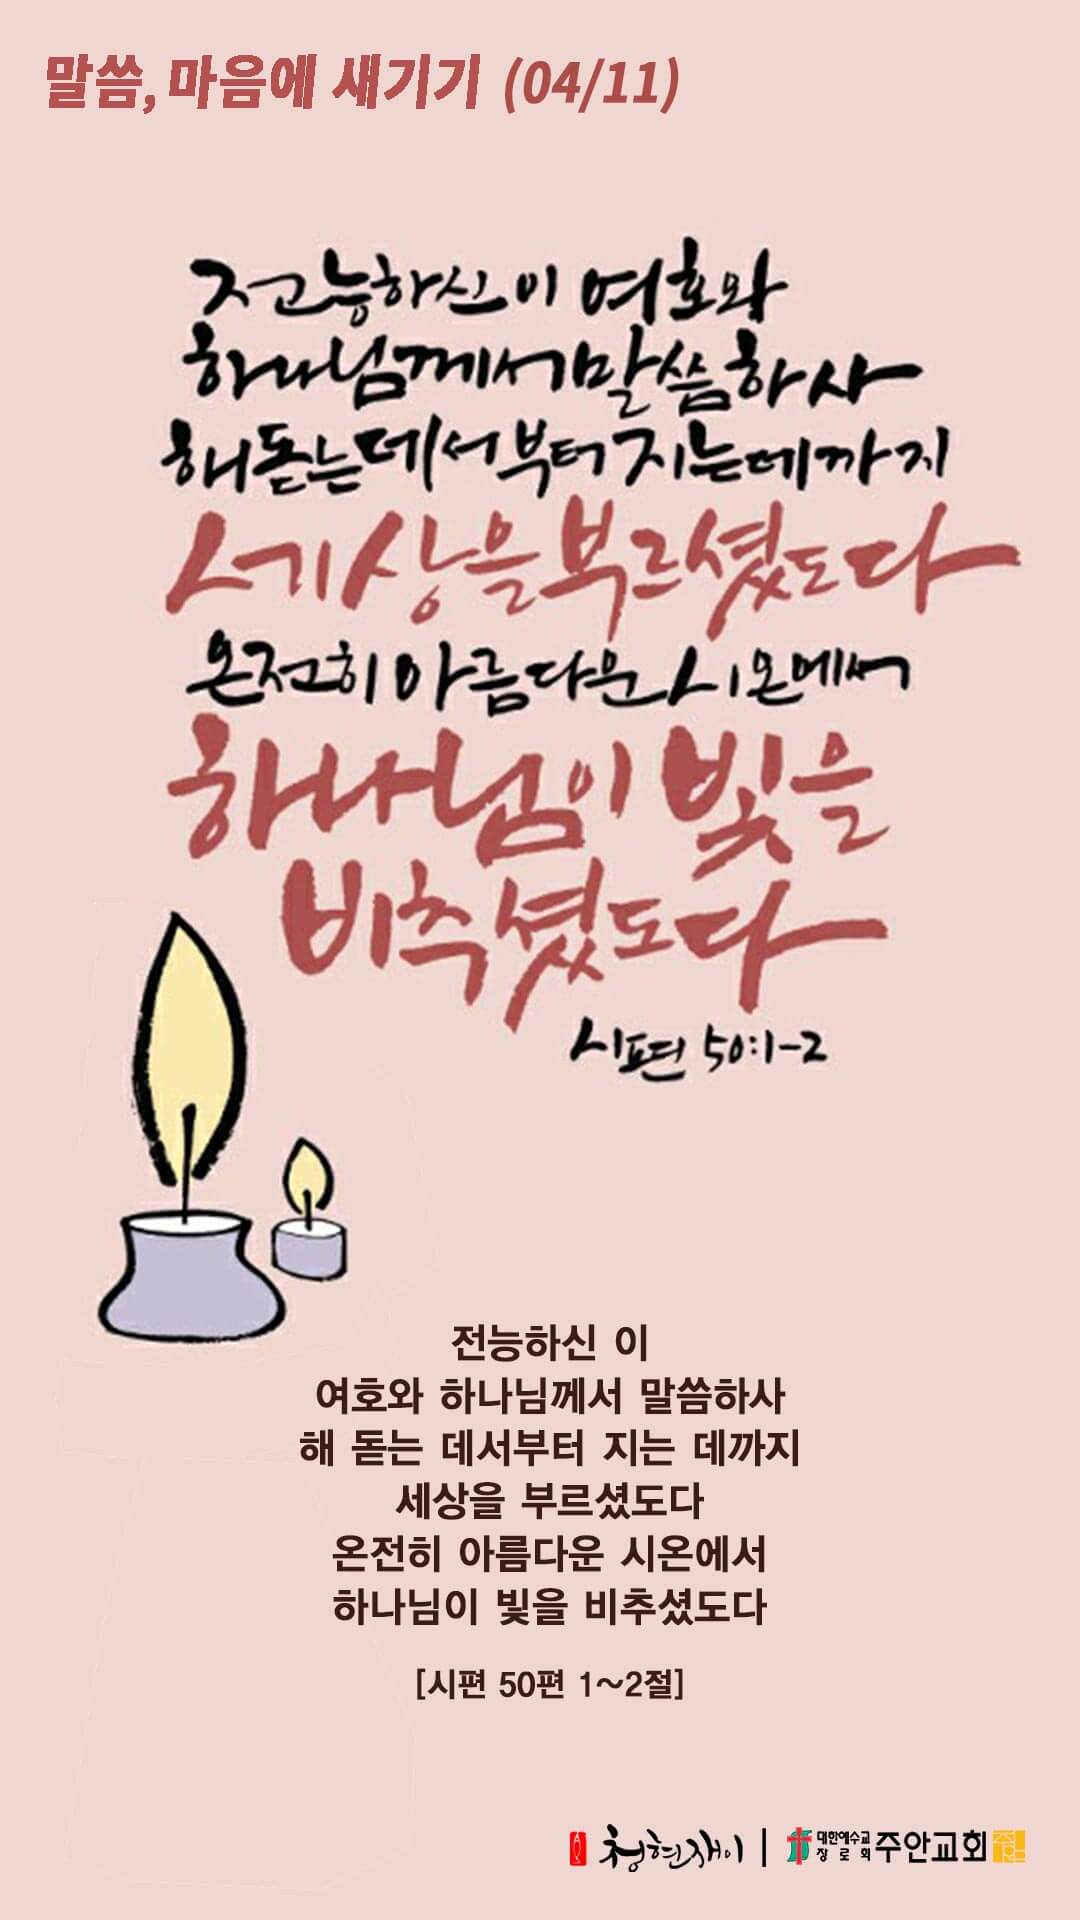 말씀, 마음에 새기기 (04/11)
전능하신 이 여호와
하나님께서 말씀하사
해 돋는 데서부터 지는 데까지
세상을 부르셨도다
온전히 아름다운 시온에서
하나님이 빛을
비추셨도다
시편 50:1-2
전능하신 이
여호와 하나님께서 말씀하사
해 돋는 데서부터 지는 데까지
세상을 부르셨도다
온전히 아름다운 시온에서
하나님이 빛을 비추셨도다
[시편 50편 1~2절]
청현재이 | 대한예수교장로회 주안교회